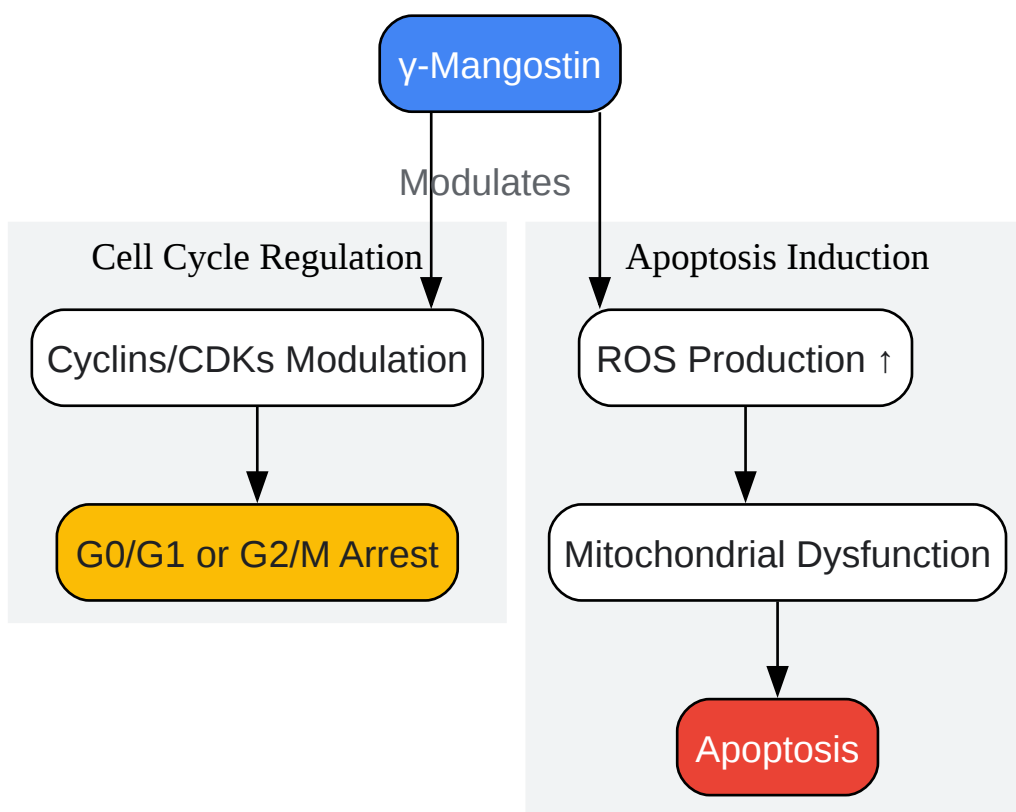 γ-Mangostin
Modulates
Cell Cycle Regulation
Cyclins/CDKs Modulation
G0/G1 or G2/M Arrest
Apoptosis Induction
ROS Production ↑
Mitochondrial Dysfunction
Apoptosis